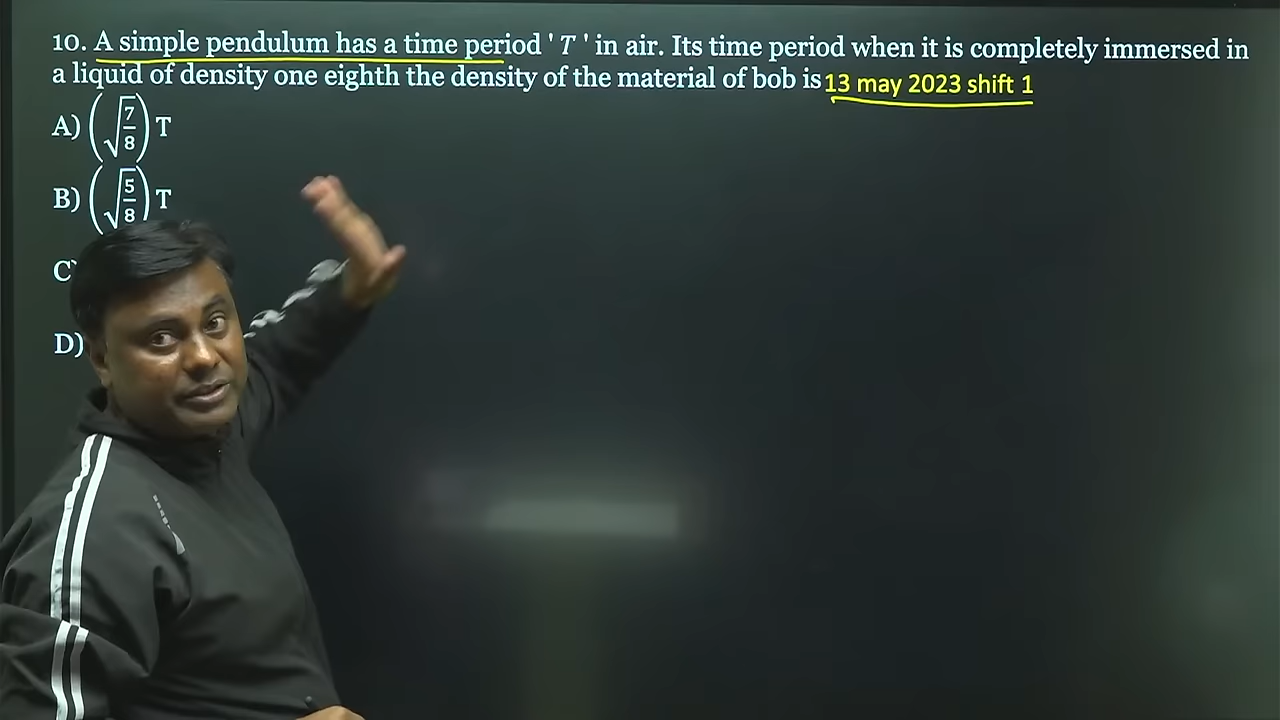 10. A simple pendulum has a time period ' T ' in air. Its time period when it is completely immersed in
a liquid of density one eighth the density of the material of bob is 13 may 2023 shift 1
A) (√7/8) T
B) (√5/8) T
C)
D)